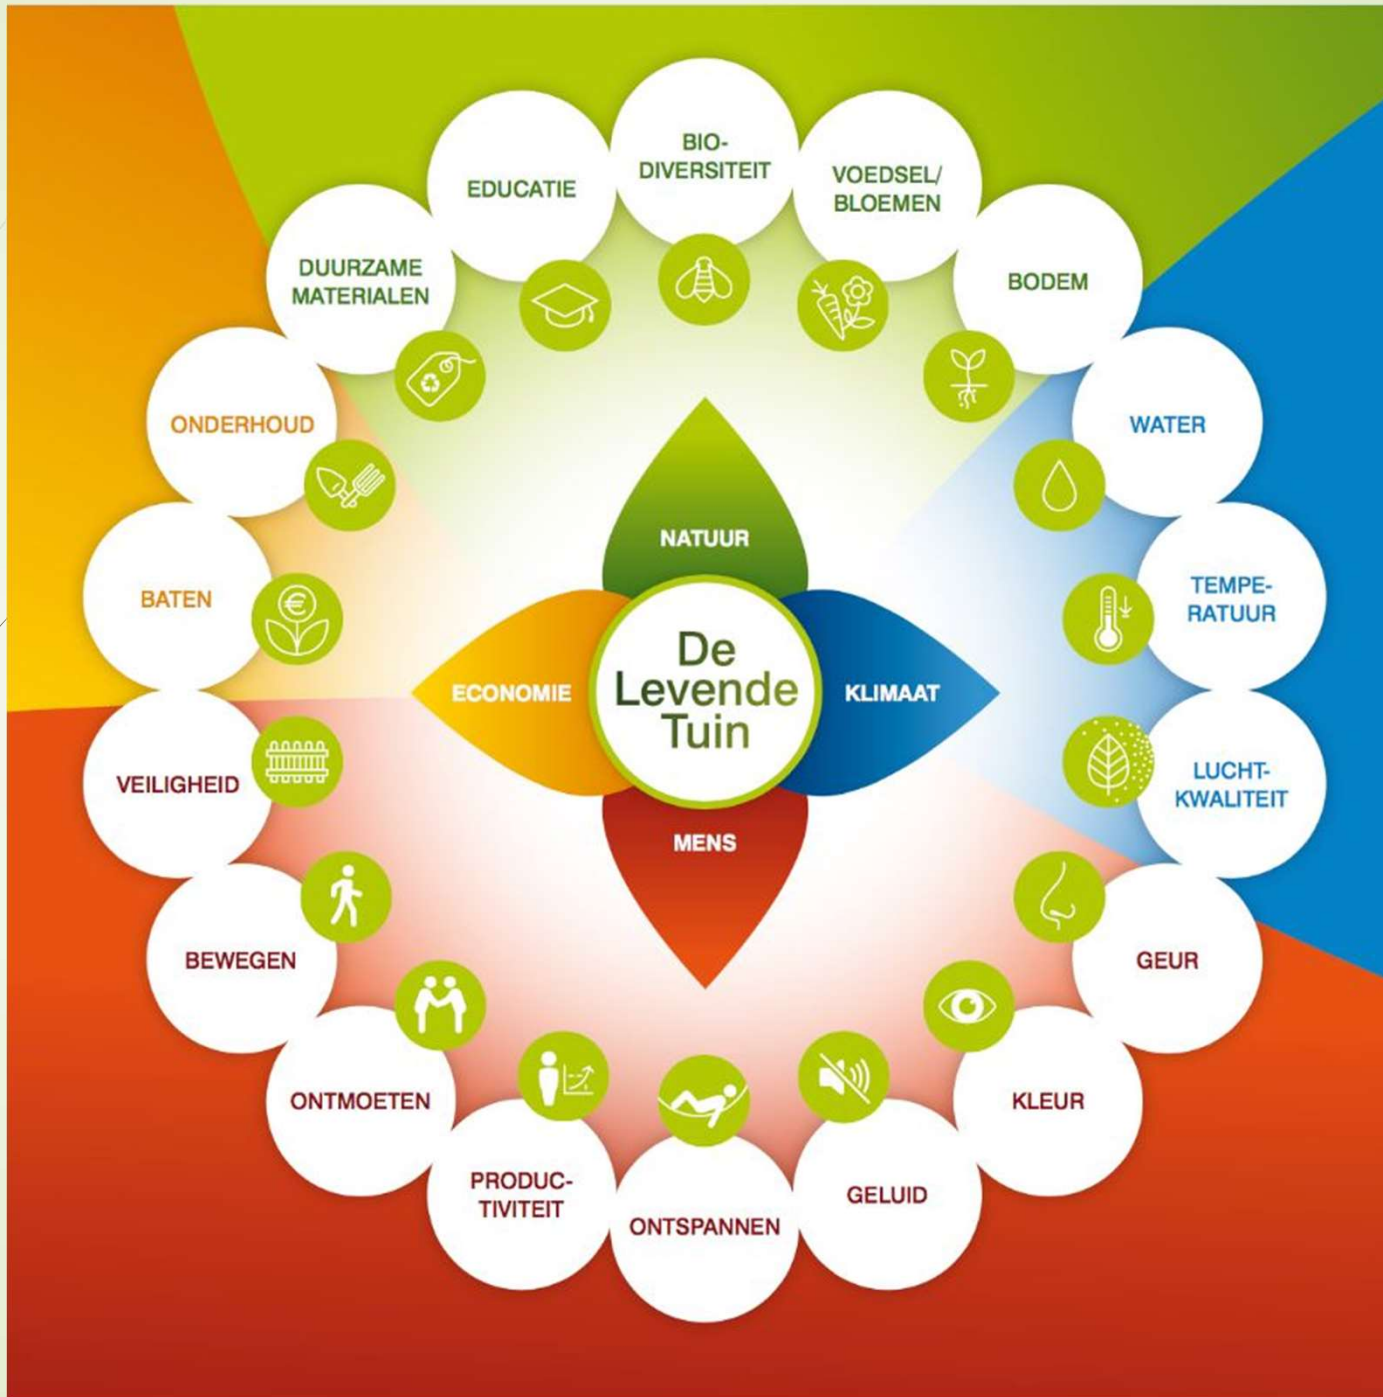 BIO-
DIVERSITEIT
VOEDSEL/
BLOEMEN
BODEM
WATER
TEMPE-
RATUUR
LUCHT-
KWALITEIT
GEUR
KLEUR
GELUID
ONTSPANNEN
PRODUC-
TIVITEIT
ONTMOETEN
BEWEGEN
VEILIGHEID
BATEN
ONDERHOUD
DUURZAME
MATERIALEN
EDUCATIE
NATUUR
ECONOMIE
De
Levende
Tuin
KLIMAAT
MENS
€